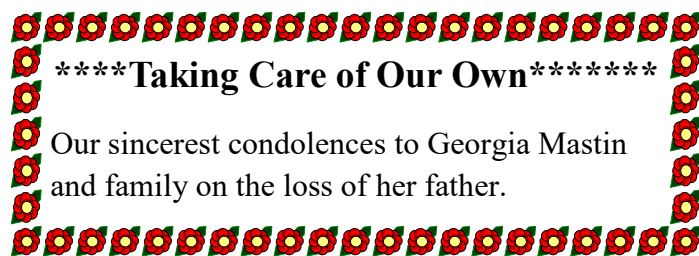 ****Taking Care of Our Own*******
Our sincerest condolences to Georgia Mastin
and family on the loss of her father.